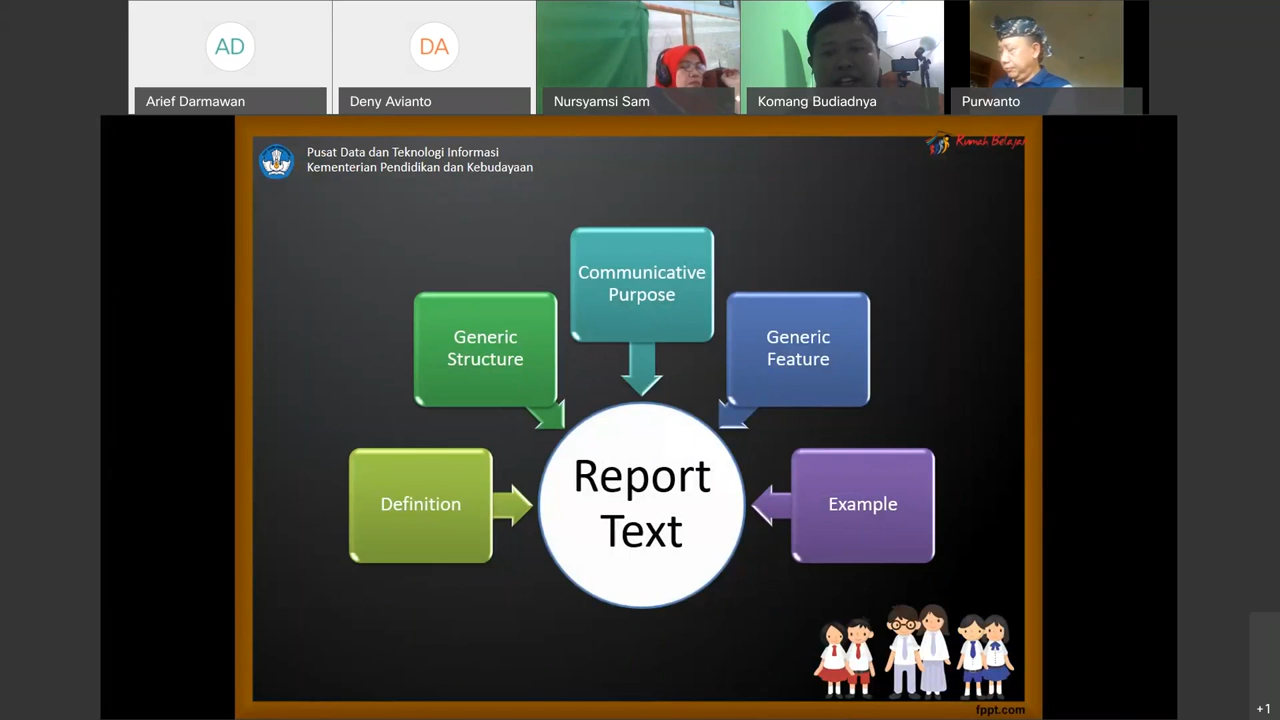 AD
DA
Arief Darmawan
Deny Avianto
Nursyamsi Sam
Komang Budiadnya
Purwanto
Pusat Data dan Teknologi Informasi
Kementerian Pendidikan dan Kebudayaan
Rumah Belajar
Communicative
Purpose
Generic
Structure
Generic
Feature
Definition
Report
Text
Example
fppt.com
+1